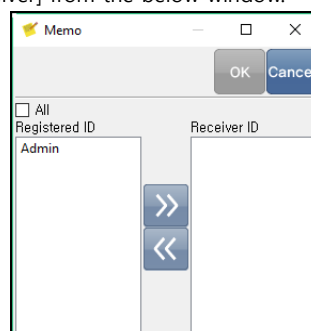 ver] from the below window.
Memo
OK Cance
All
Registered ID Receiver ID
Admin